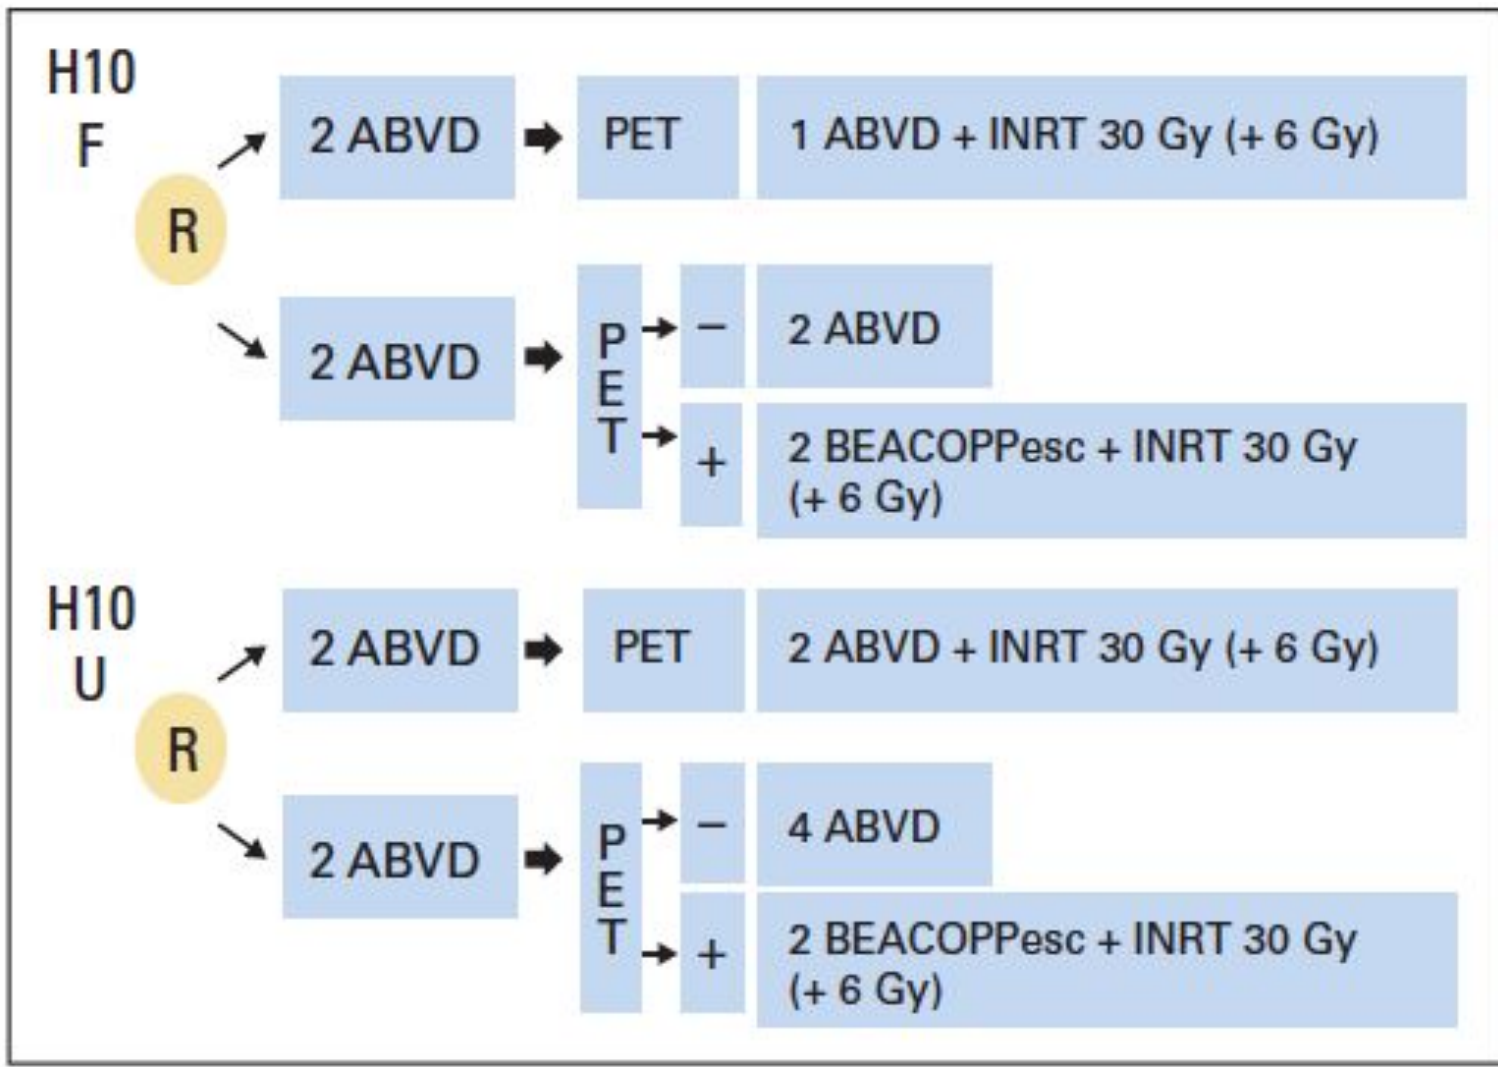 H10
F
R
2 ABVD
PET
1 ABVD + INRT 30 Gy (+ 6 Gy)
2 ABVD
PET
−
2 ABVD
+
2 BEACOPPesc + INRT 30 Gy
(+ 6 Gy)
H10
U
R
2 ABVD
PET
2 ABVD + INRT 30 Gy (+ 6 Gy)
2 ABVD
PET
−
4 ABVD
+
2 BEACOPPesc + INRT 30 Gy
(+ 6 Gy)